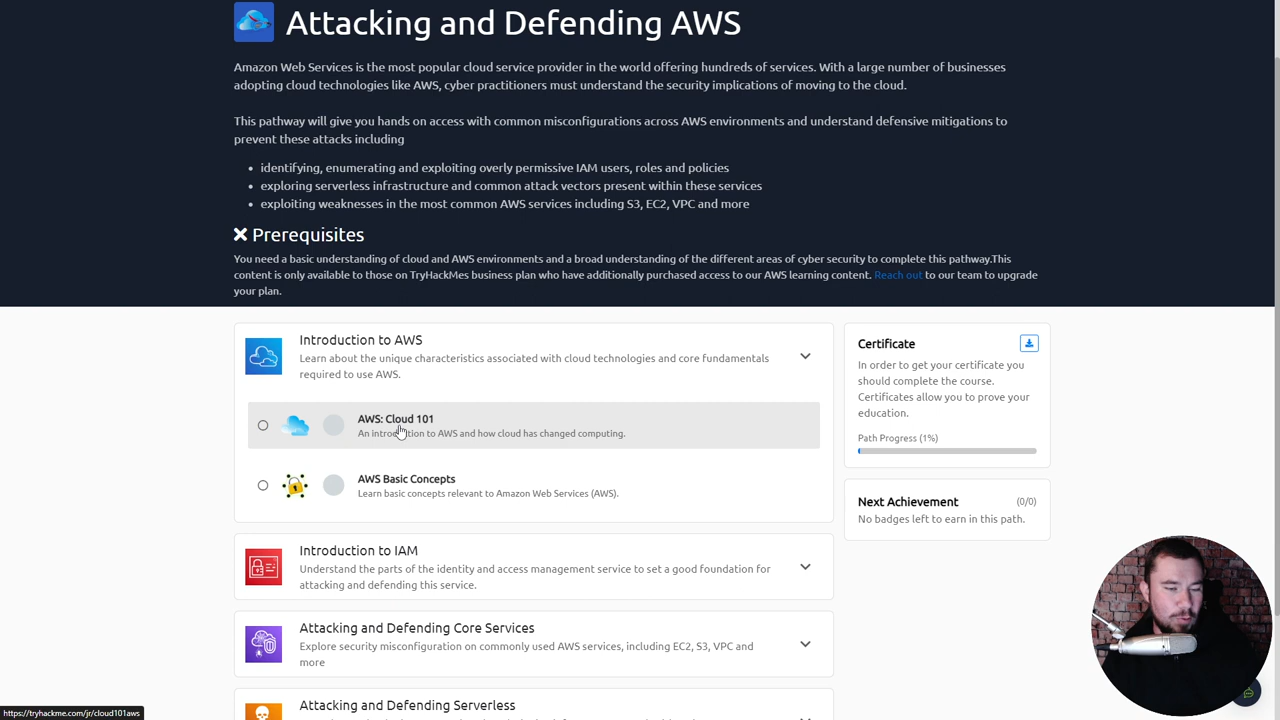 Attacking and Defending AWS
Amazon Web Services is the most popular cloud service provider in the world offering hundreds of services. With a large number of businesses
adopting cloud technologies like AWS, cyber practitioners must understand the security implications of moving to the cloud.
This pathway will give you hands on access with common misconfigurations across AWS environments and understand defensive mitigations to
prevent these attacks including
• identifying, enumerating and exploiting overly permissive IAM users, roles and policies
• exploring serverless infrastructure and common attack vectors present within these services
• exploiting weaknesses in the most common AWS services including S3, EC2, VPC and more
Prerequisites
You need a basic understanding of cloud and AWS environments and a broad understanding of the different areas of cyber security to complete this pathway.This
content is only available to those on TryHackMes business plan who have additionally purchased access to our AWS learning content. Reach out to our team to upgrade
your plan.
Introduction to AWS
Learn about the unique characteristics associated with cloud technologies and core fundamentals
required to use AWS.
AWS: Cloud 101
An introduction to AWS and how cloud has changed computing.
AWS Basic Concepts
Learn basic concepts relevant to Amazon Web Services (AWS).
Introduction to IAM
Understand the parts of the identity and access management service to set a good foundation for
attacking and defending this service.
Attacking and Defending Core Services
Explore security misconfiguration on commonly used AWS services, including EC2, S3, VPC and
more
Attacking and Defending Serverless
Certificate
In order to get your certificate you
should complete the course.
Certificates allow you to prove your
education.
Path Progress (1%)
Next Achievement (0/0)
No badges left to earn in this path.
https://tryhackme.com/jr/cloud101aws